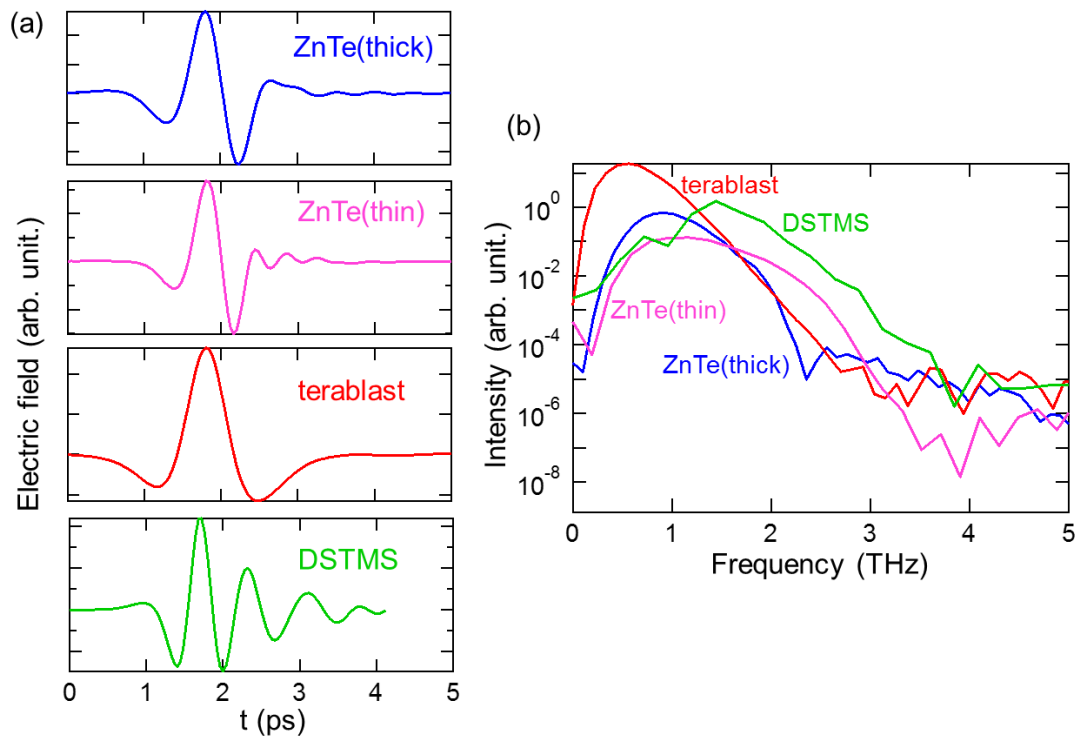 (a)
ZnTe(thick)
ZnTe(thin)
terablast
DSTMS
Electric field (arb. unit.)
0 1 2 3 4 5
t (ps)
(b)
terablast
DSTMS
ZnTe(thin)
ZnTe(thick)
Intensity (arb. unit.)
10^0
10^-2
10^-4
10^-6
10^-8
0 1 2 3 4 5
Frequency (THz)